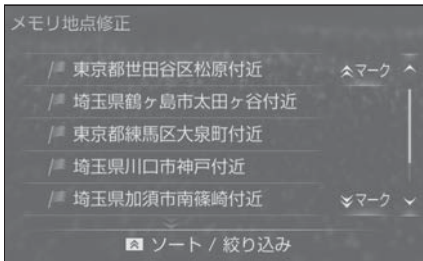 メモリ地点修正
東京都世田谷区松原付近
マーク
埼玉県鶴ヶ島市太田ヶ谷付近
東京都練馬区大泉町付近
埼玉県川口市神戸付近
埼玉県加須市南篠崎付近
マーク
ソート / 絞り込み